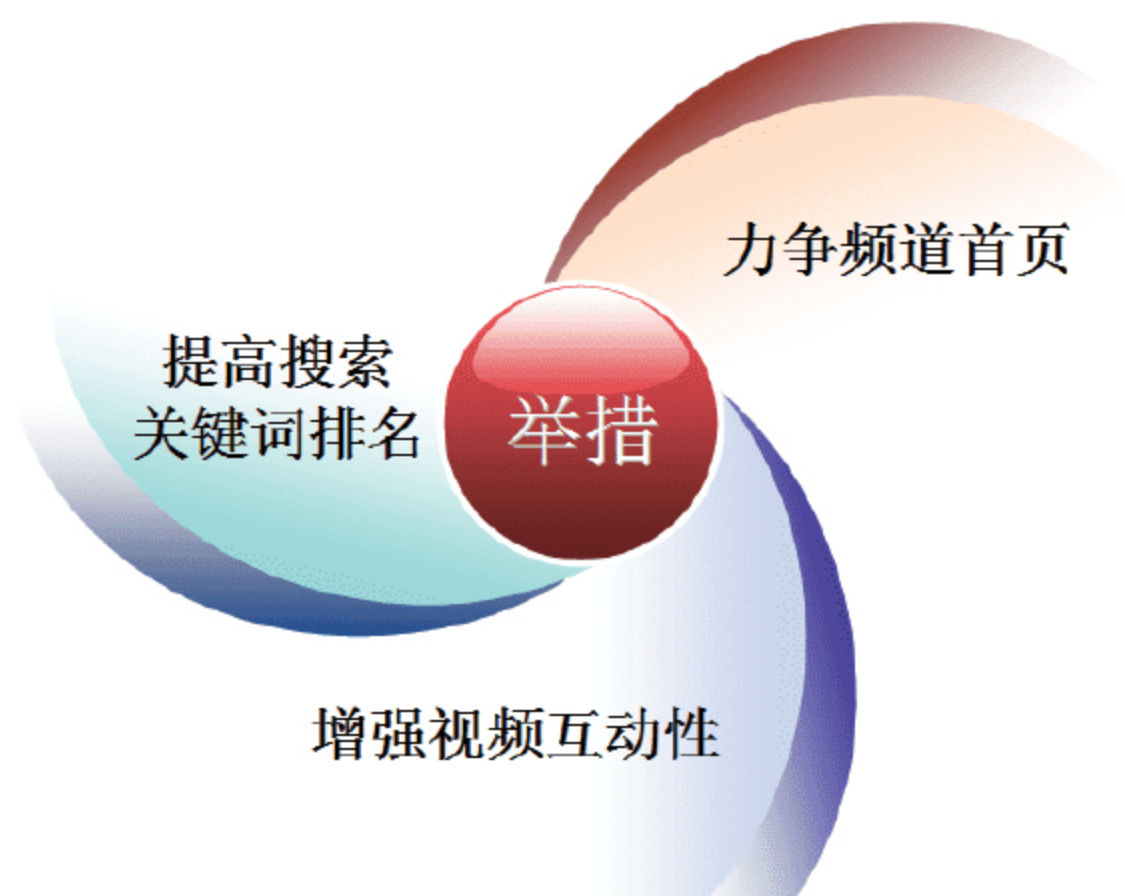 力争频道首页
提高搜索
关键词排名
举措
增强视频互动性